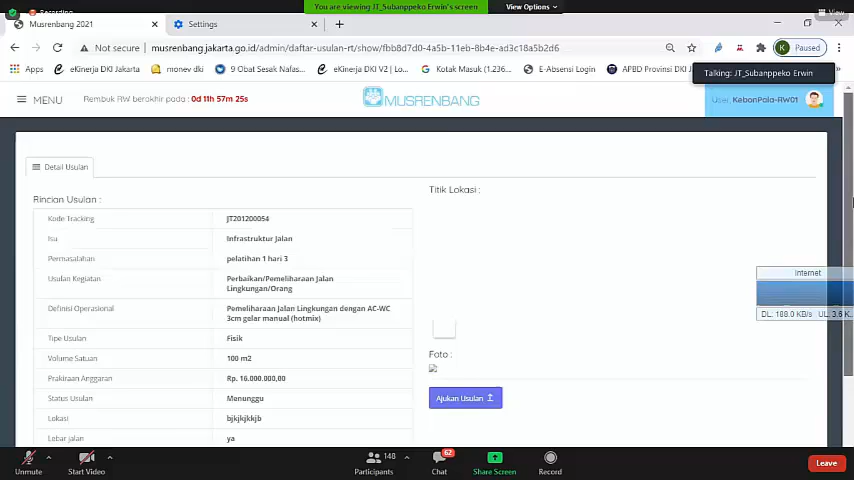 Recording
You are viewing JT_Subanppeko Erwin's screen
View Options
View
Musrenbang 2021
Settings
Not secure
musrenbang.jakarta.go.id/admin/daftar-usulan-rt/show/fbb8d7d0-4a5b-11eb-8b4e-ad3c18a5b2d6
K
Paused
Apps
eKinerja DKI Jakarta
monev dki
9 Obat Sesak Nafas...
eKinerja DKI V2 | Lo...
Kotak Masuk (1.236...
E-Absensi Login
APBD Provinsi DKI J
Talking: JT_Subanppeko Erwin
MENU
Rembuk RW berakhir pada : 0d 11h 57m 25s
MUSRENBANG
User, KebonPala-RW01
Detail Usulan
Rincian Usulan :
Kode Tracking JT201200054
Isu Infrastruktur Jalan
Permasalahan pelatihan 1 hari 3
Usulan Kegiatan Perbaikan/Pemeliharaan Jalan
Lingkungan/Orang
Definisi Operasional Pemeliharaan Jalan Lingkungan dengan AC-WC
3cm gelar manual (hotmix)
Tipe Usulan Fisik
Volume Satuan 100 m2
Prakiraan Anggaran Rp. 16.000.000,00
Status Usulan Menunggu
Lokasi bjkjkjkkjb
Lebar jalan ya
Titik Lokasi :
Foto :
Ajukan Usulan
Internet
DL: 188.0 KB/s UL: 3.6 K..
Unmute
Start Video
148
Participants
62
Chat
Share Screen
Record
Leave